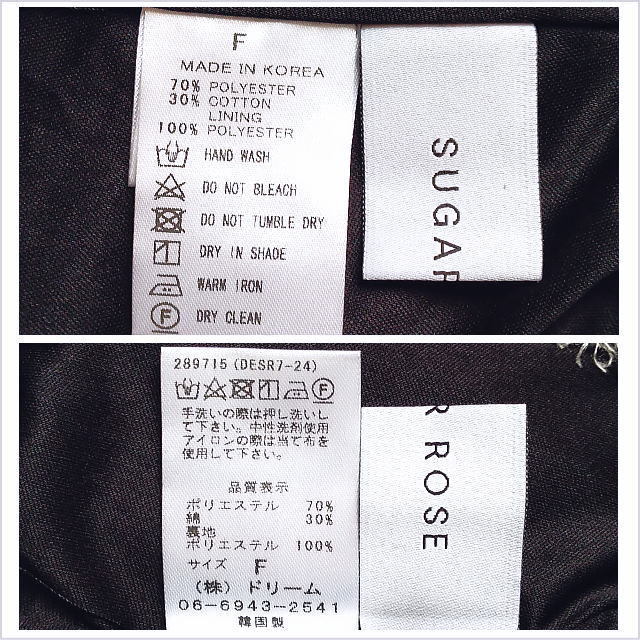 F
MADE IN KOREA
70% POLYESTER
30% COTTON
LINING
100% POLYESTER
HAND WASH
DO NOT BLEACH
DO NOT TUMBLE DRY
DRY IN SHADE
WARM IRON
F DRY CLEAN
SUGAR
289715 (DESR7-24)
F
手洗いの際は押し洗いし
て下さい。中性洗剤使用
アイロンの際は当て布を
使用して下さい。
品質表示
ポリエステル 70%
綿 30%
裏地
ポリエステル 100%
サイズ F
(株) ドリーム
06-6943-2541
韓国製
R ROSE